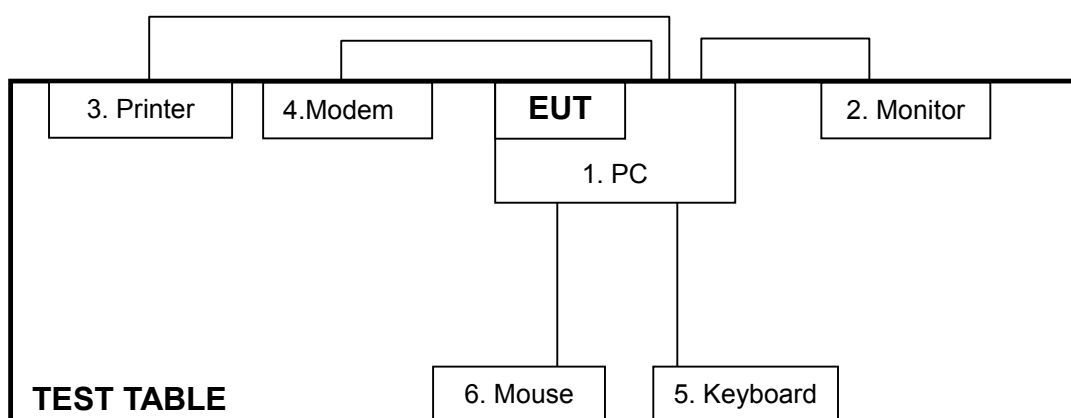 3. Printer
4.Modem
EUT
2. Monitor
1. PC
6. Mouse
5. Keyboard
TEST TABLE